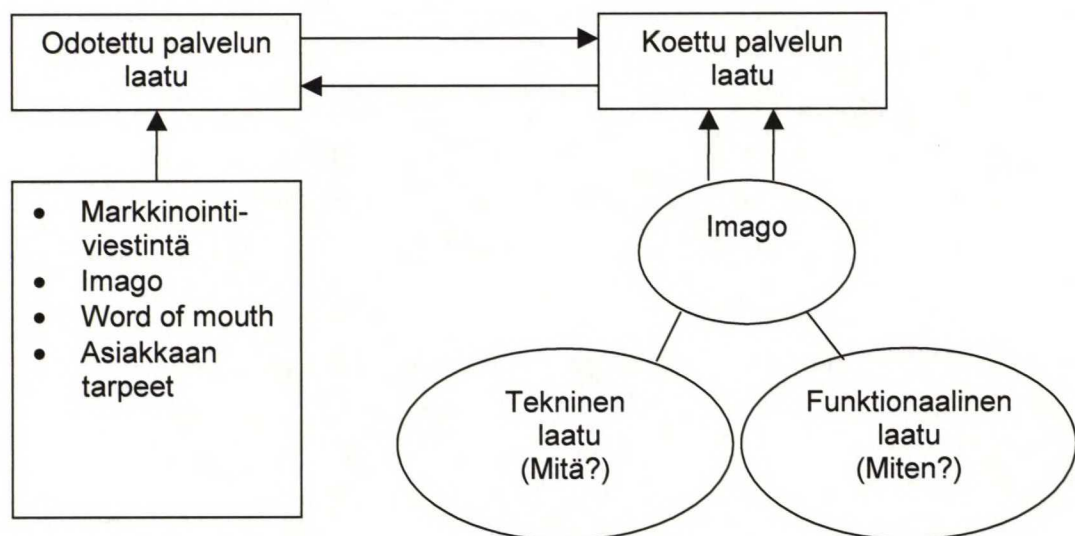 Odotettu palvelun
laatu
Koettu palvelun
laatu
• Markkinointi-
viestintä
• Imago
• Word of mouth
• Asiakkaan
tarpeet
Imago
Tekninen
laatu
(Mitä?)
Funktionaalinen
laatu
(Miten?)